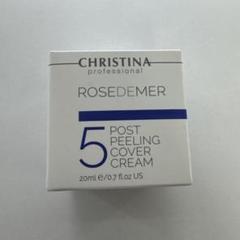 CHRISTINA
professional
ROSEDEMER
5 POST
PEELING
COVER
CREAM
20ml e/0.7 fl.oz US